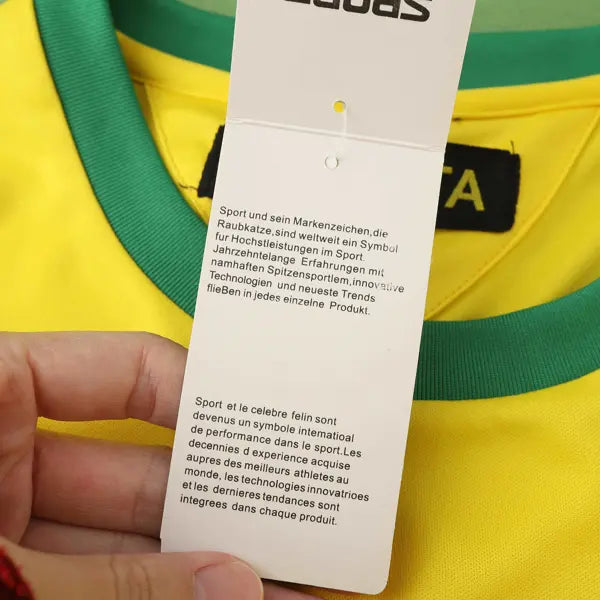 TA
Sport und sein Markenzeichen,die
Raubkatze,sind weltweit ein Symbol
fur Hochstleistungen im Sport.
Jahrzehntelange Erfahrungen mit
namhaften Spitzensportlem,innovative
Technologien und neueste Trends
flieBen in jedes einzelne Produkt.
Sport et le celebre felin sont
devenus un symbole intematioal
de performance dans le sport.Les
decennies d experience acquise
aupres des meilleurs athletes au
monde, les technologies innovatrioes
et les dernieres tendances sont
integrees dans chaque produit.